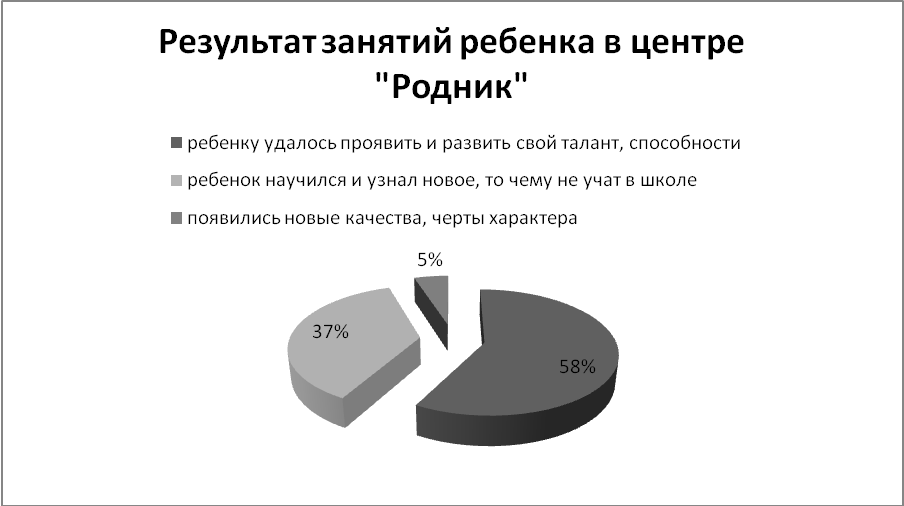 Результат занятий ребенка в центре
"Родник"
ребенку удалось проявить и развить свой талант, способности
ребенок научился и узнал новое, то чему не учат в школе
появились новые качества, черты характера
5%
37%
58%